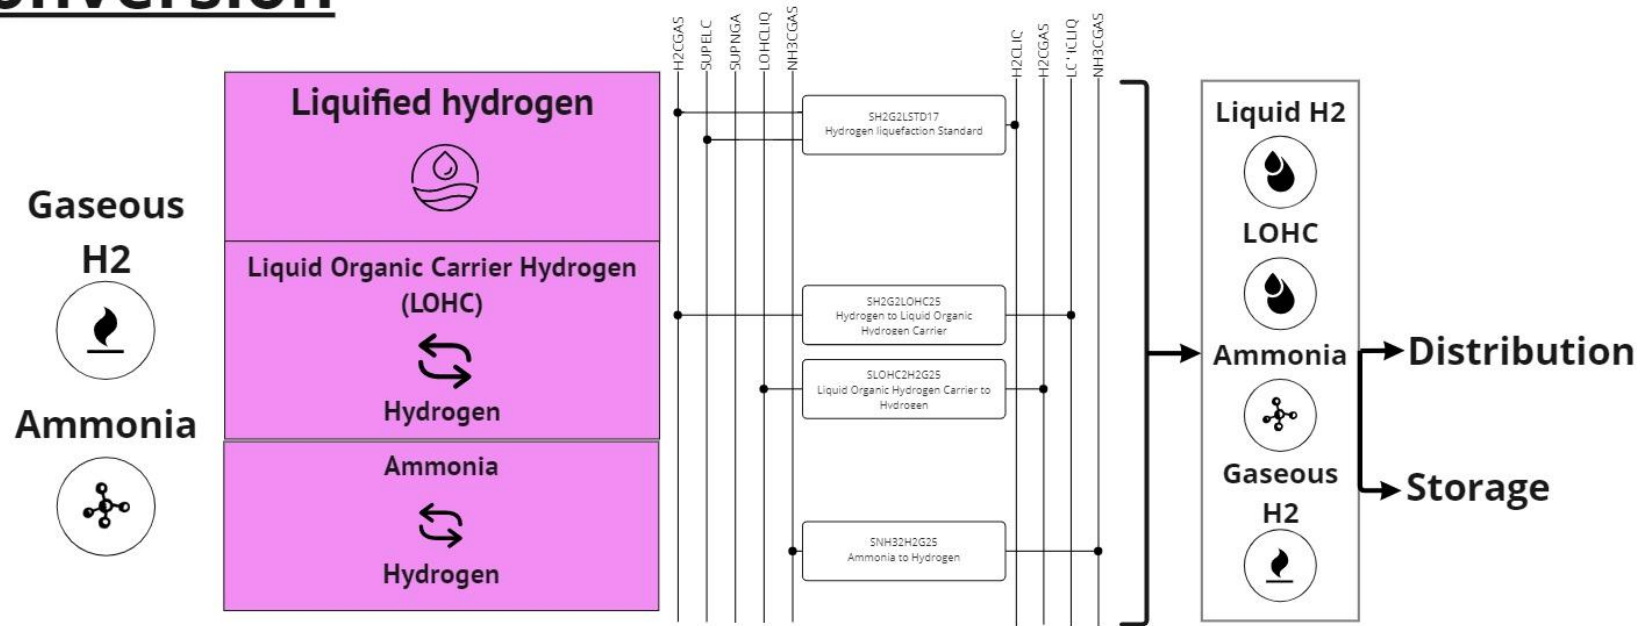 H2CGAS
SUPELC
SUPNGA
LOHCLIQ
NH3CGAS
H2CLIQ
H2CGAS
NH3CGAS
Gaseous
H2
Ammonia
Liquified hydrogen
Liquid Organic Carrier Hydrogen
(LOHC)
Hydrogen
Ammonia
Hydrogen
SH2G2LSTD17
Hydrogen liquefaction Standard
SH2G2LOHC25
Hydrogen to Liquid Organic
Hydrogen Carrier
SLOHC2H2G25
Liquid Organic Hydrogen Carrier to
Hydrogen
SNH32H2G25
Ammonia to Hydrogen
Liquid H2
LOHC
Ammonia
Gaseous
H2
Distribution
Storage